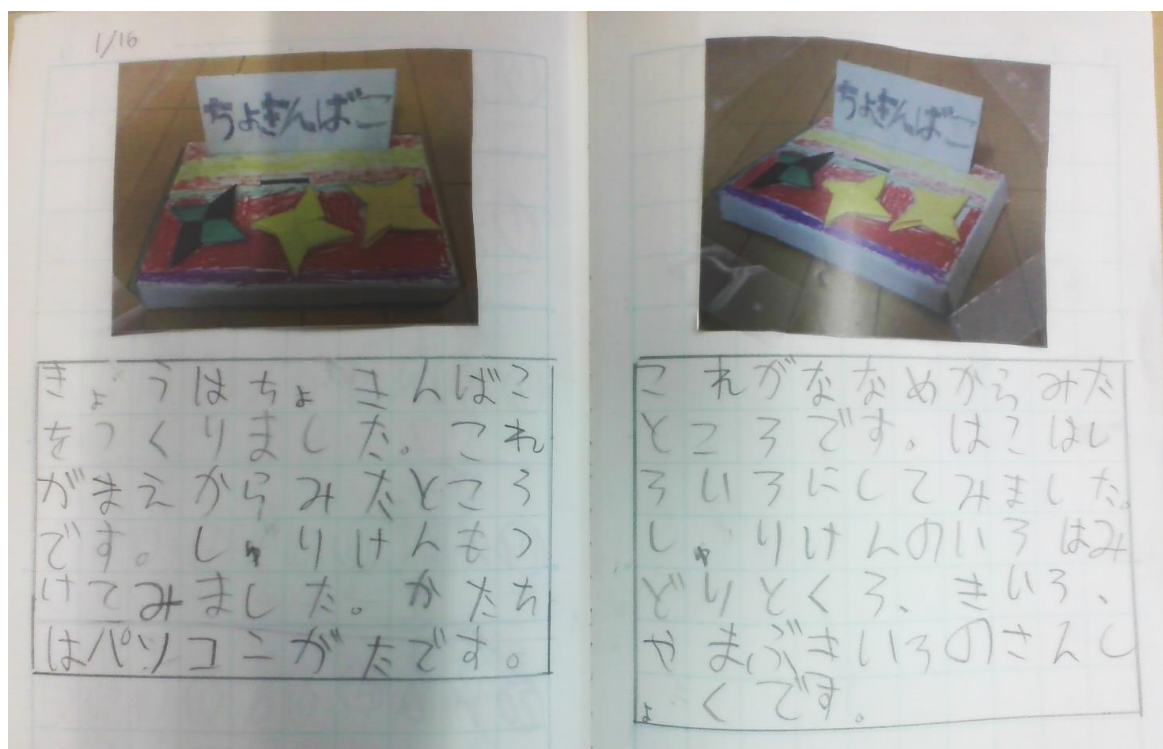 1/16
ちょきんばこ
きょうはちょきんばこ
をつくりました。これ
がまえからみたところ
です。しゅりけんもつ
けてみました。かたち
はパソコンがたです。
ちょきんばこ
これがななめからみた
ところです。はこはし
ろいろにしてみました。
しゅりけんのいろはみ
どりとくろ、きいろ、
やまぶきいろのさんし
ょくです。